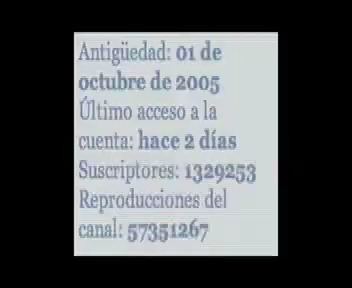 Antigüedad: 01 de
octubre de 2005
Último acceso a la
cuenta: hace 2 días
Suscriptores: 1329253
Reproducciones del
canal: 57351267